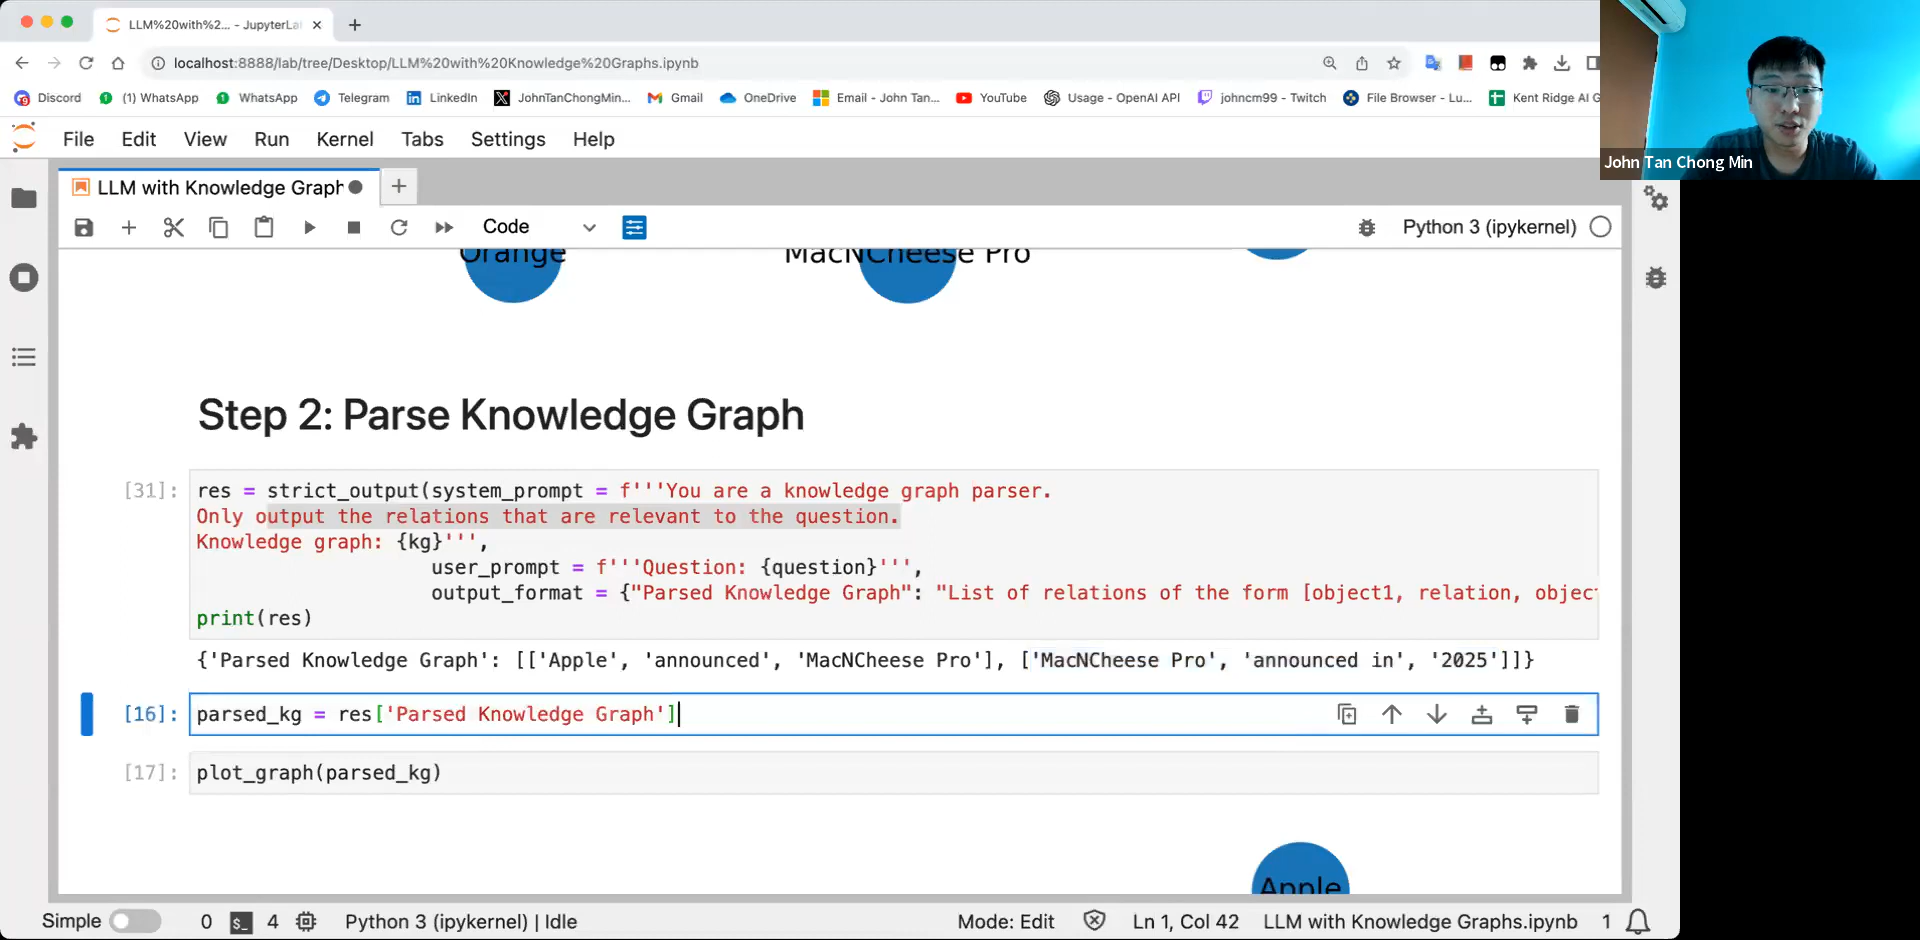 LLM%20with%2... - JupyterLa
localhost:8888/lab/tree/Desktop/LLM%20with%20Knowledge%20Graphs.ipynb
Discord
(1) WhatsApp
WhatsApp
Telegram
LinkedIn
JohnTanChongMin...
Gmail
OneDrive
Email - John Tan...
YouTube
Usage - OpenAI API
johncm99 - Twitch
File Browser - Lu...
Kent Ridge AI G
John Tan Chong Min
File Edit View Run Kernel Tabs Settings Help
LLM with Knowledge Graph
Code
Python 3 (ipykernel)
Orange
MacNCheese Pro
Step 2: Parse Knowledge Graph
[31]: res = strict_output(system_prompt = f'''You are a knowledge graph parser.
Only output the relations that are relevant to the question.
Knowledge graph: {kg}''',
user_prompt = f'''Question: {question}''',
output_format = {"Parsed Knowledge Graph": "List of relations of the form [object1, relation, objec
print(res)
{'Parsed Knowledge Graph': [['Apple', 'announced', 'MacNCheese Pro'], ['MacNCheese Pro', 'announced in', '2025']]}
[16]: parsed_kg = res['Parsed Knowledge Graph']
[17]: plot_graph(parsed_kg)
Apple
Simple 0 $_ 4 Python 3 (ipykernel) | Idle Mode: Edit Ln 1, Col 42 LLM with Knowledge Graphs.ipynb 1